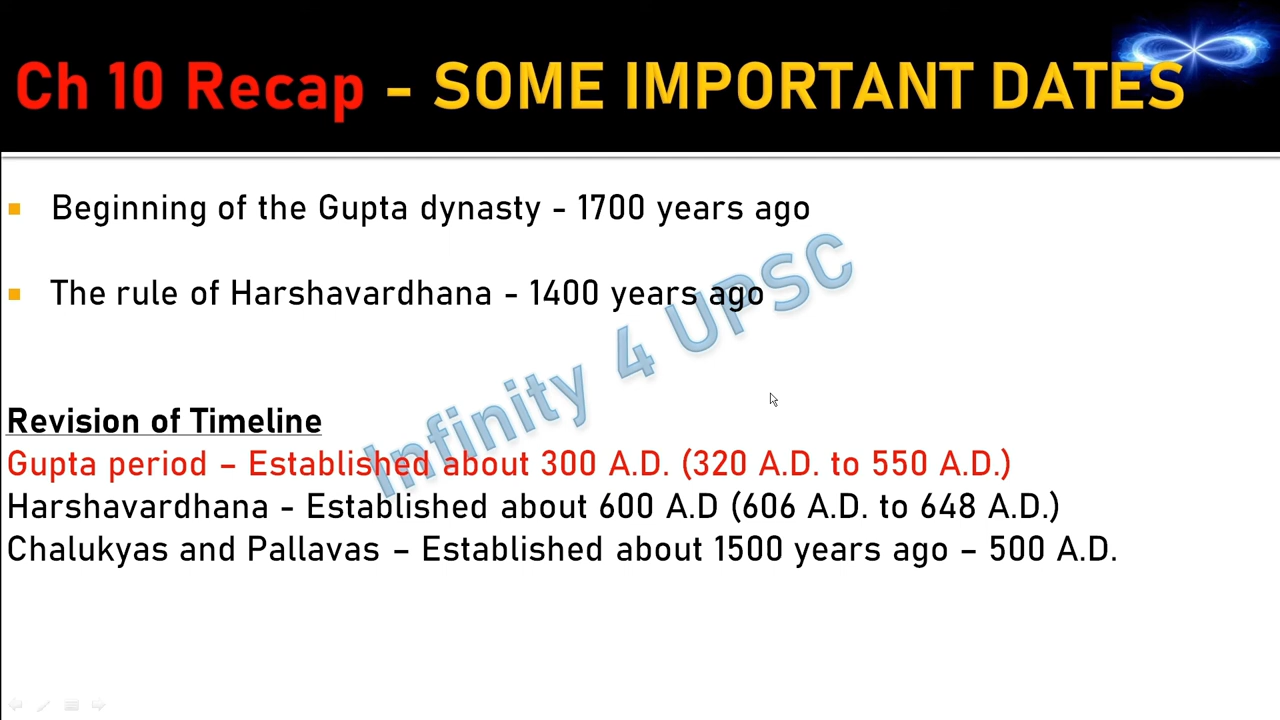 Ch 10 Recap - SOME IMPORTANT DATES
Beginning of the Gupta dynasty - 1700 years ago
The rule of Harshavardhana - 1400 years ago
Infinity 4 UPSC
Revision of Timeline
Gupta period – Established about 300 A.D. (320 A.D. to 550 A.D.)
Harshavardhana - Established about 600 A.D (606 A.D. to 648 A.D.)
Chalukyas and Pallavas – Established about 1500 years ago – 500 A.D.